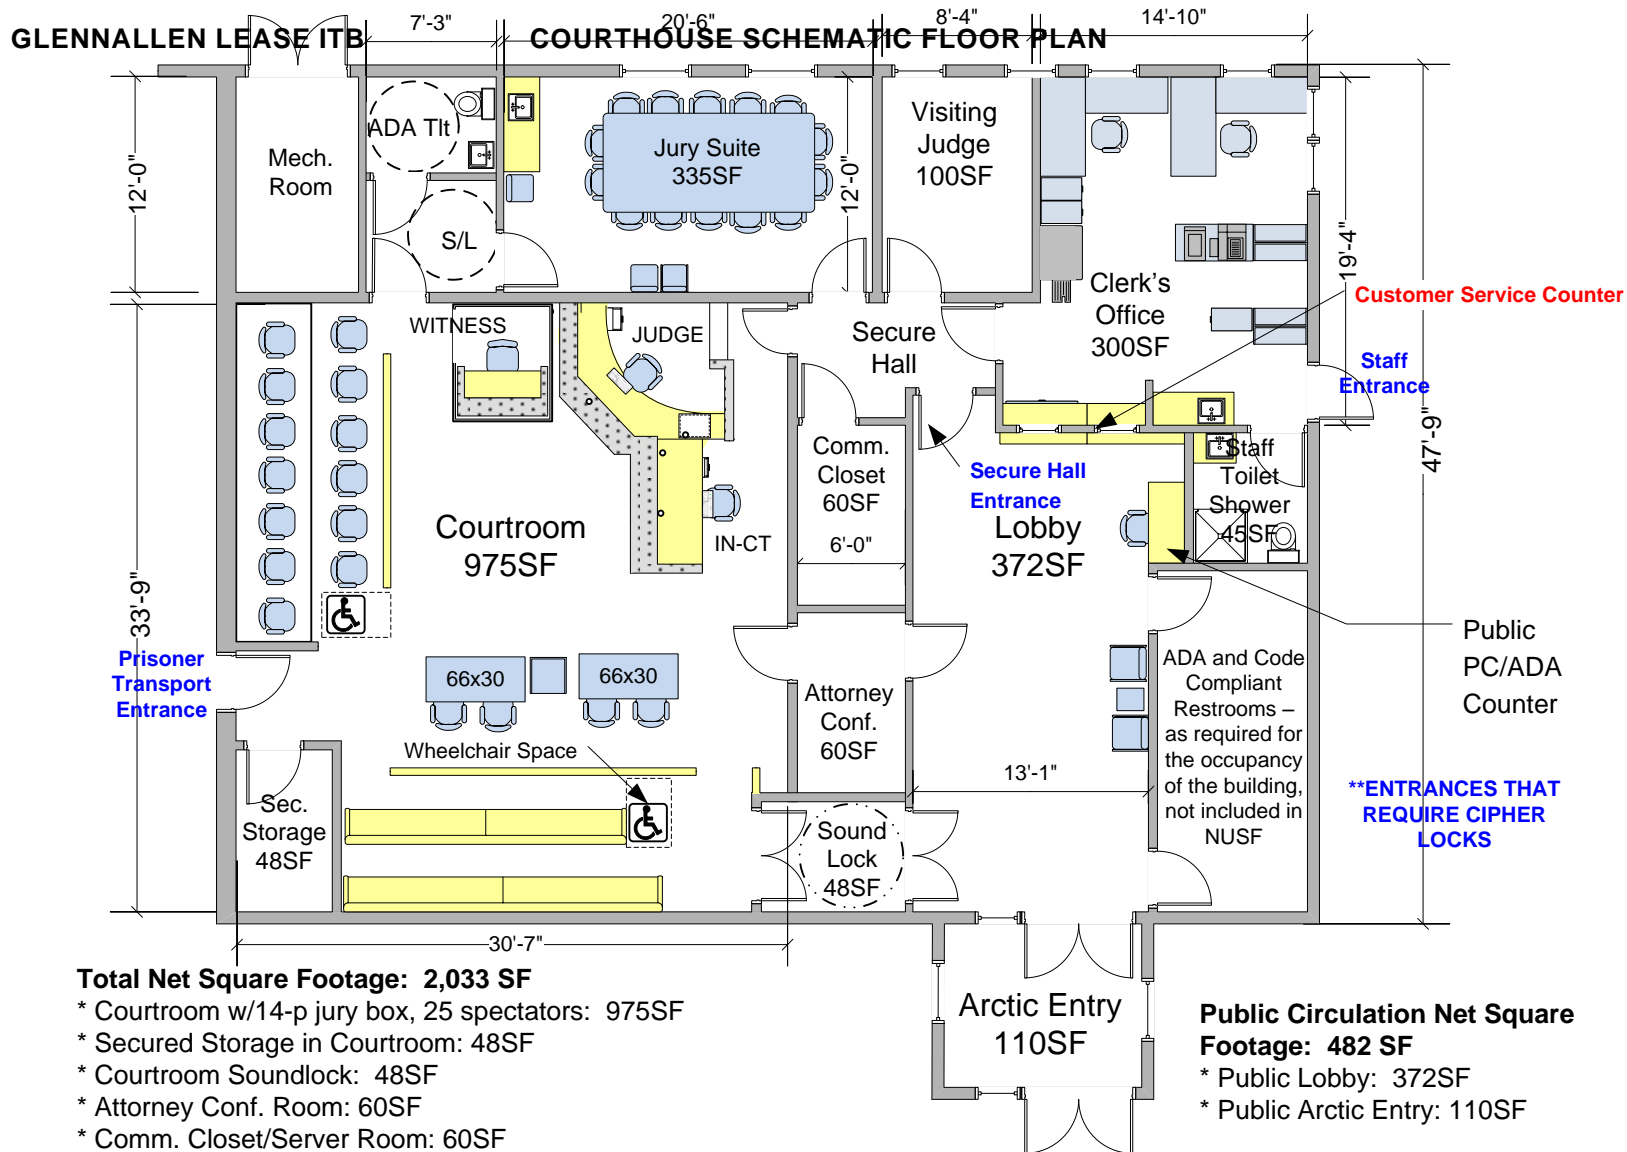 GLENNALLEN LEASE ITB
COURTHOUSE SCHEMATIC FLOOR PLAN
7'-3"
20'-6"
8'-4"
14'-10"
12'-0"
Mech.
Room
ADA Tlt
S/L
Jury Suite
335SF
12'-0"
Visiting
Judge
100SF
19'-4"
47'-9"
Clerk's
Office
300SF
Customer Service Counter
Staff
Entrance
WITNESS
JUDGE
Secure
Hall
Comm.
Closet
60SF
6'-0"
Secure Hall
Entrance
Staff
Toilet
Shower
45SF
Courtroom
975SF
IN-CT
Lobby
372SF
33'-9"
Prisoner
Transport
Entrance
66x30
66x30
Wheelchair Space
Attorney
Conf.
60SF
13'-1"
ADA and Code
Compliant
Restrooms –
as required for
the occupancy
of the building,
not included in
NUSF
Public
PC/ADA
Counter
**ENTRANCES THAT
REQUIRE CIPHER
LOCKS
Sec.
Storage
48SF
Sound
Lock
48SF
30'-7"
Arctic Entry
110SF
Total Net Square Footage:  2,033 SF
* Courtroom w/14-p jury box, 25 spectators:  975SF
* Secured Storage in Courtroom: 48SF
* Courtroom Soundlock:  48SF
* Attorney Conf. Room: 60SF
* Comm. Closet/Server Room: 60SF
Public Circulation Net Square
Footage:  482 SF
* Public Lobby:  372SF
* Public Arctic Entry: 110SF